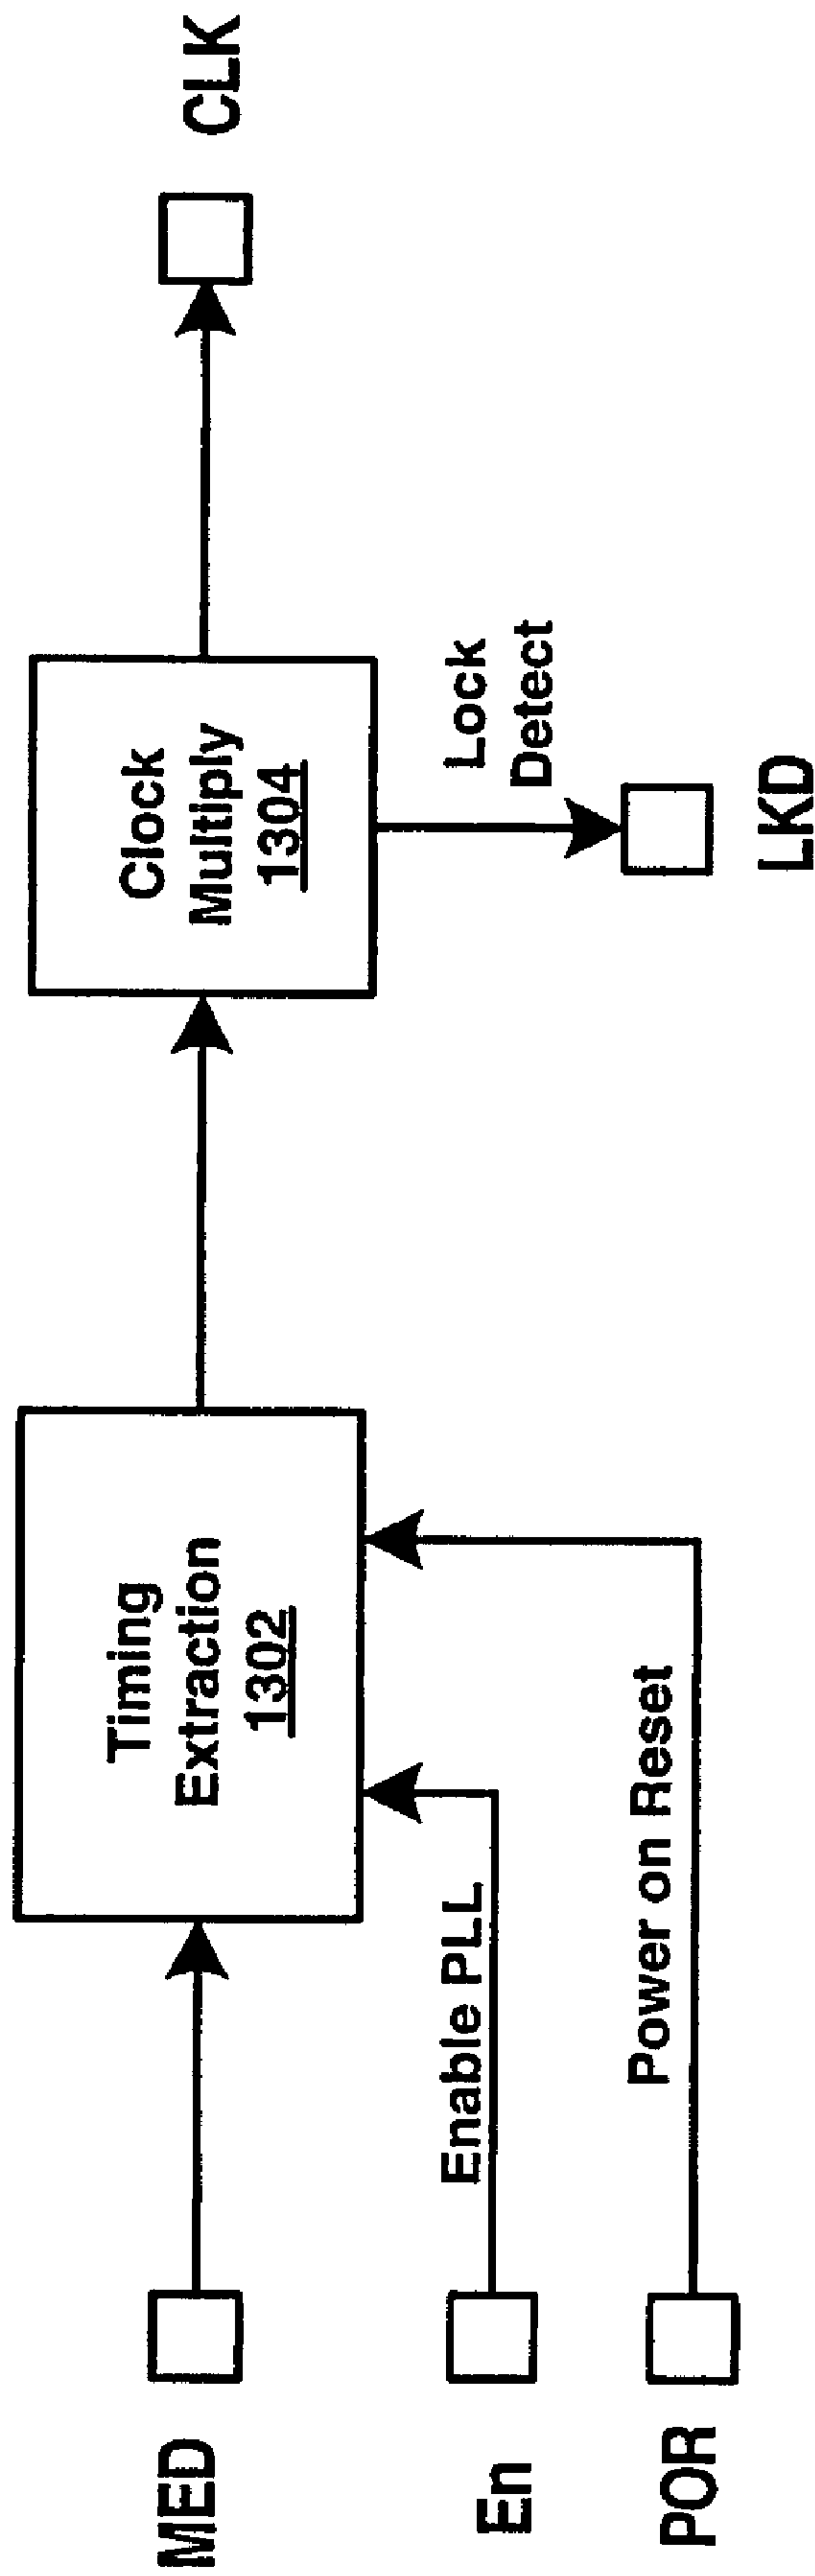 MED
Timing
Extraction
1302
Clock
Multiply
1304
CLK
Enable PLL
En
Power on Reset
POR
Lock
Detect
LKD